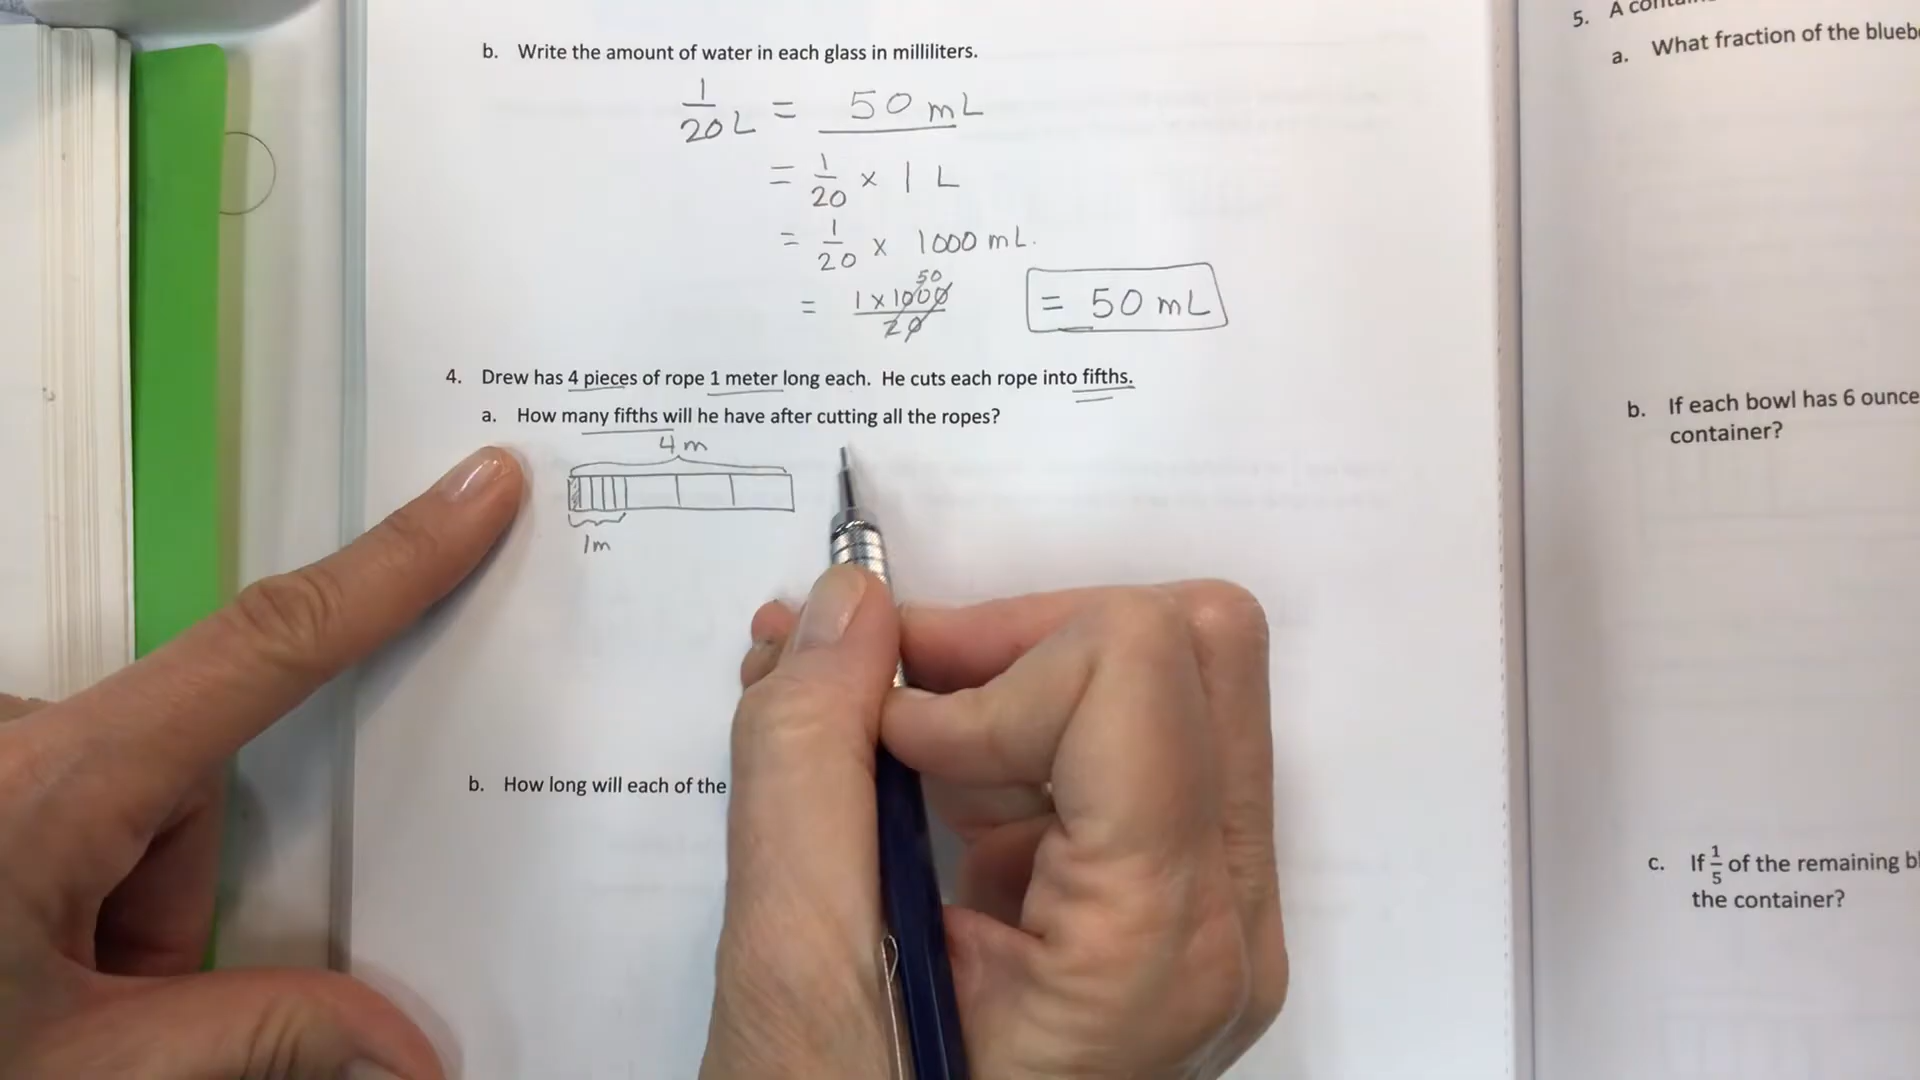 b. Write the amount of water in each glass in milliliters.
1/20 L = 50 mL
= 1/20 x 1 L
= 1/20 x 1000 mL.
50
= 1 x 1000/20 = 50 mL
4. Drew has 4 pieces of rope 1 meter long each. He cuts each rope into fifths.
a. How many fifths will he have after cutting all the ropes?
4 m
1m
b. How long will each of the
5. A
a. What fraction of the
b. If each bowl has 6 ounce
container?
c. If 1/5 of the remaining
the container?